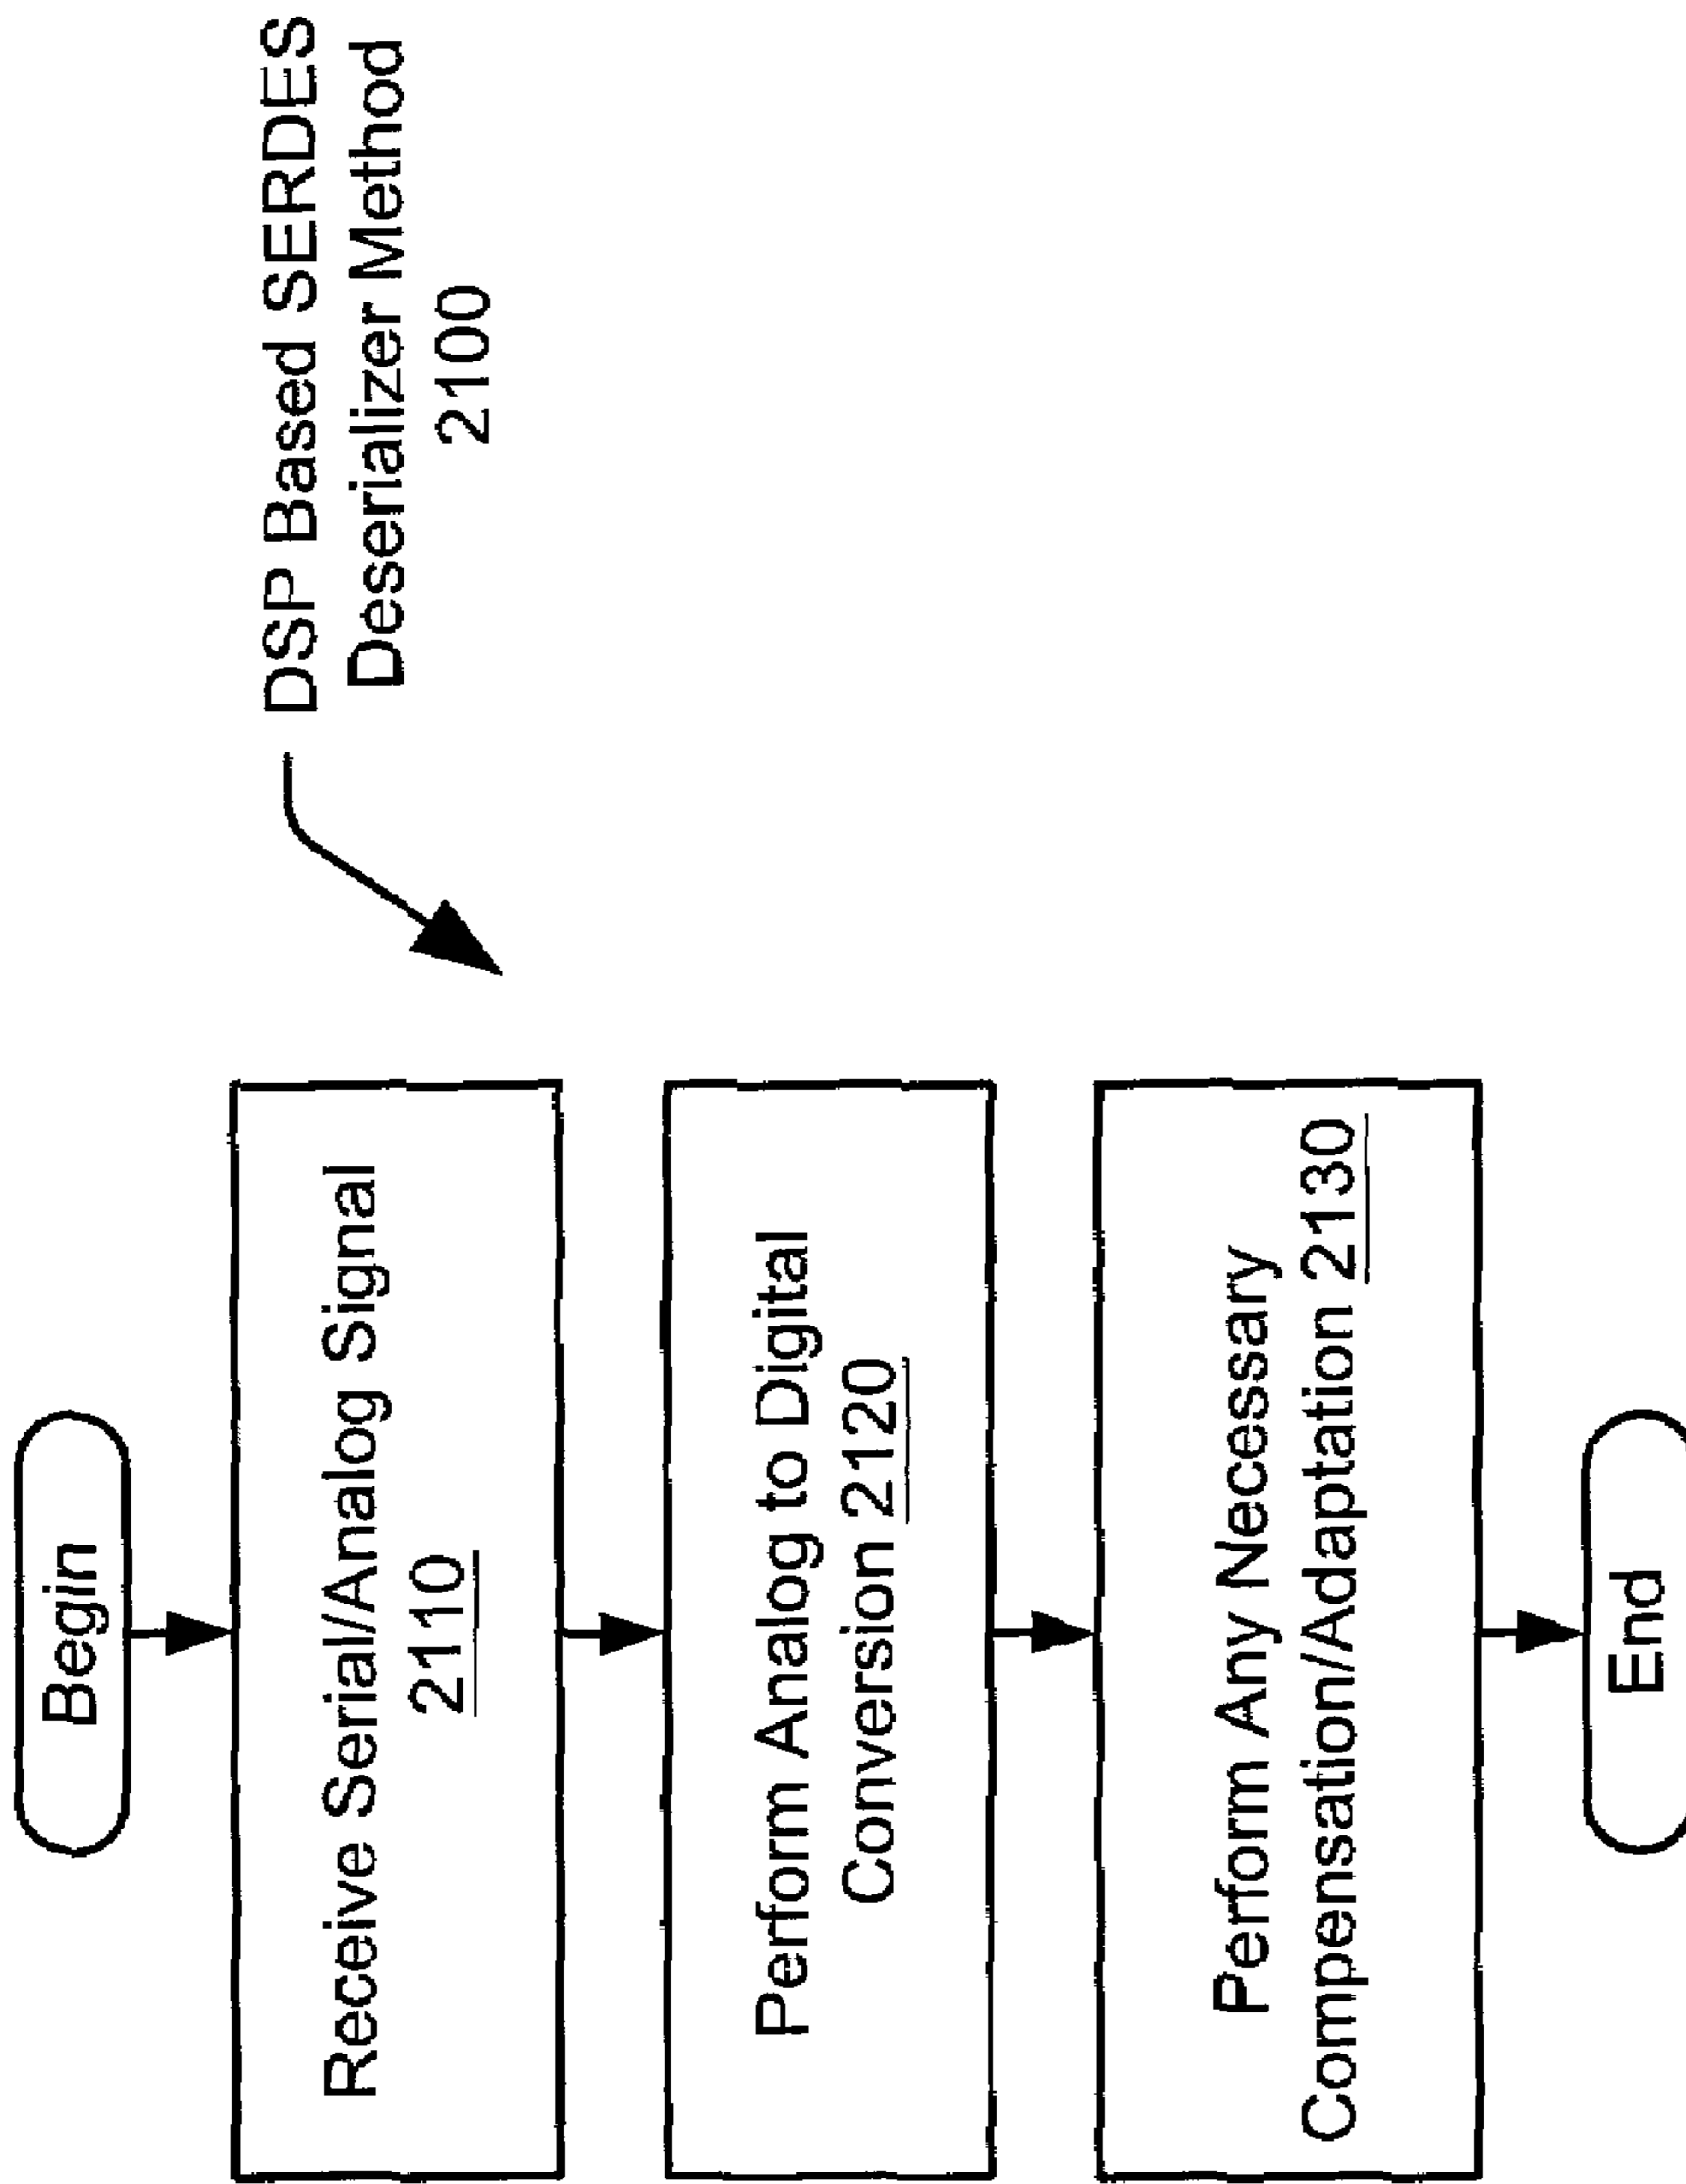 DSP Based SERDES
Deserializer Method
2100
Begin
Receive Serial/Analog Signal
2110
Perform Analog to Digital
Conversion 2120
Perform Any Necessary
Compensation/Adaptation 2130
End